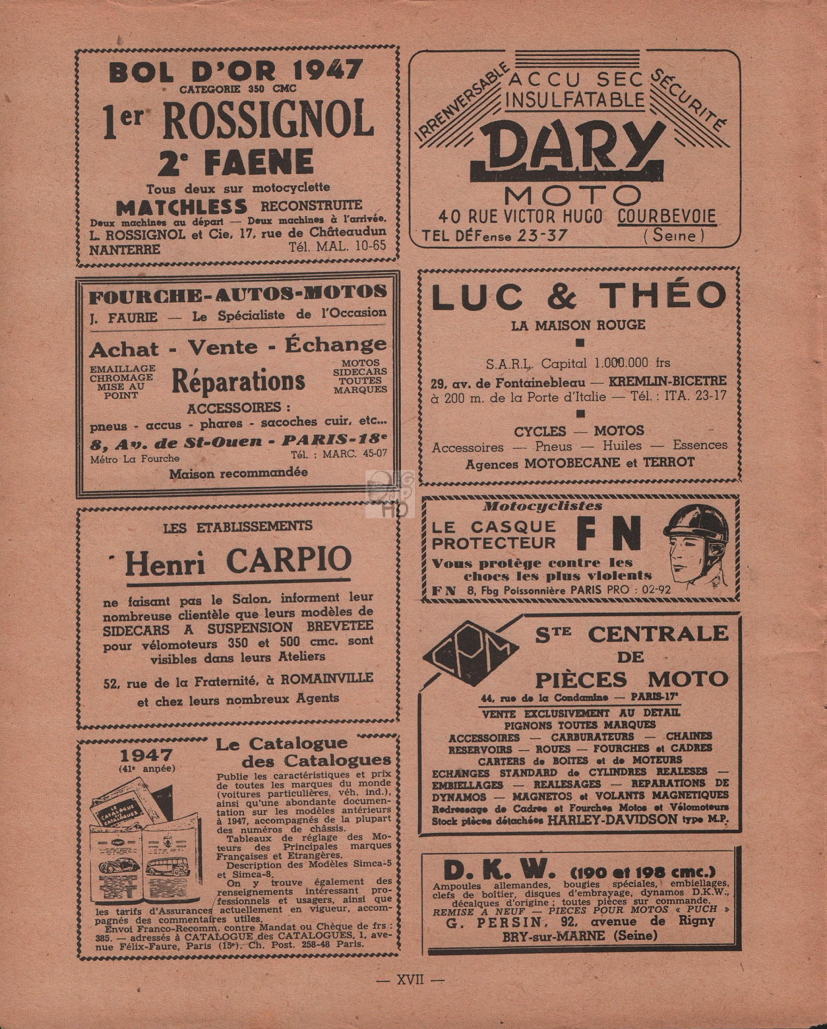 BOL D'OR 1947
CATEGORIE 350 CMC
1er ROSSIGNOL
2e FAENE
Tous deux sur motocyclette
MATCHLESS RECONSTRUITE
Deux machines au départ — Deux machines à l'arrivée.
L. ROSSIGNOL et Cie, 17, rue de Châteaudun
NANTERRE Tél. MAL. 10-65
IRRENVERSABLE
ACCU SEC
INSULFATABLE
SÉCURITÉ
DARY
MOTO
40 RUE VICTOR HUGO COURBEVOIE
TEL DÉFense 23-37 (Seine)
FOURCHE-AUTOS-MOTOS
J. FAURIE — Le Spécialiste de l'Occasion
Achat - Vente - Échange
EMAILLAGE
CHROMAGE
MISE AU
POINT
Réparations
MOTOS
SIDECARS
TOUTES
MARQUES
ACCESSOIRES :
pneus - accus - phares - sacoches cuir, etc...
8, Av. de St-Ouen - PARIS-18e
Métro La Fourche Tél. : MARC. 45-07
Maison recommandée
LUC & THÉO
LA MAISON ROUGE
S.A.R.L. Capital 1.000.000 frs
29, av. de Fontainebleau — KREMLIN-BICETRE
à 200 m. de la Porte d'Italie — Tél. : ITA. 23-17
CYCLES — MOTOS
Accessoires — Pneus — Huiles — Essences
Agences MOTOBECANE et TERROT
LES ETABLISSEMENTS
Henri CARPIO
ne faisant pas le Salon, informent leur
nombreuse clientèle que leurs modèles de
SIDECARS A SUSPENSION BREVETEE
pour vélomoteurs 350 et 500 cmc. sont
visibles dans leurs Ateliers
52, rue de la Fraternité, à ROMAINVILLE
et chez leurs nombreux Agents
Motocyclistes
LE CASQUE
PROTECTEUR
FN
Vous protège contre les
chocs les plus violents
FN 8, Fbg Poissonnière PARIS PRO : 02-92
CPM
STE CENTRALE
DE
PIÈCES MOTO
44, rue de la Condamine — PARIS-17e
VENTE EXCLUSIVEMENT AU DETAIL
PIGNONS TOUTES MARQUES
ACCESSOIRES — CARBURATEURS — CHAINES
RESERVOIRS — ROUES — FOURCHES et CADRES
CARTERS de BOITES et de MOTEURS
ECHANGES STANDARD de CYLINDRES REALESES —
EMBIELLAGES — REALESAGES — REPARATIONS DE
DYNAMOS — MAGNETOS et VOLANTS MAGNETIQUES
Redressage de Cadres et Fourches Motos et Vélomoteurs
Stock pièces détachées HARLEY-DAVIDSON type M.P.
1947
(41e année)
LE CATALOGUE DES CATALOGUES
Le Catalogue
des Catalogues
Publie les caractéristiques et prix
de toutes les marques du monde
(voitures particulières, véh. ind.),
ainsi qu'une abondante documen-
tation sur les modèles antérieurs
à 1947, accompagnés de la plupart
des numéros de châssis.
Tableaux de réglage des Mo-
teurs des Principales marques
Françaises et Etrangères.
Description des Modèles Simca-5
et Simca-8.
On y trouve également des
renseignements intéressant pro-
fessionnels et usagers, ainsi que
les tarifs d'Assurances actuellement en vigueur, accom-
pagnés des commentaires utiles.
Envoi Franco-Recomm. contre Mandat ou Chèque de frs :
385. — adressés à CATALOGUE des CATALOGUES, 1, ave-
nue Félix-Faure, Paris (15e). Ch. Post. 258-48 Paris.
D. K. W. (190 et 198 cmc.)
Ampoules allemandes, bougies spéciales, embiellages,
clefs de boîtier, disques d'embrayage, dynamos D.K.W.,
décalques d'origine ; toutes pièces sur commande.
REMISE A NEUF — PIECES POUR MOTOS « PUCH »
G. PERSIN, 92, avenue de Rigny
BRY-sur-MARNE (Seine)
— XVII —